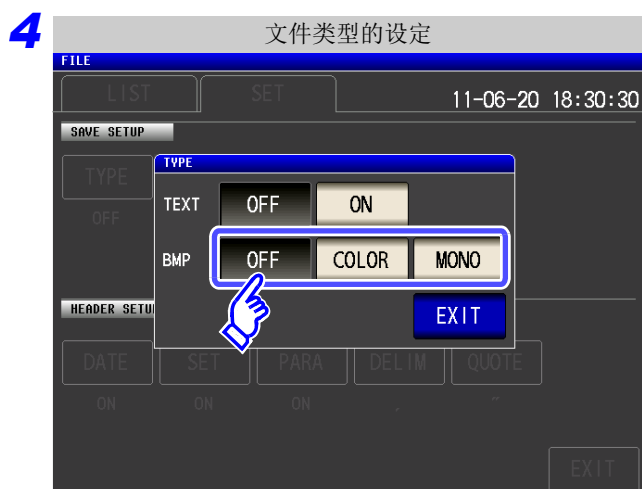 4
文件类型的设定
FILE
LIST SET 11-06-20 18:30:30
SAVE SETUP
TYPE
OFF
TYPE
TEXT OFF ON
BMP OFF COLOR MONO
EXIT
HEADER SETU
DATE SET PARA DELIM QUOTE
ON ON ON , "
EXIT